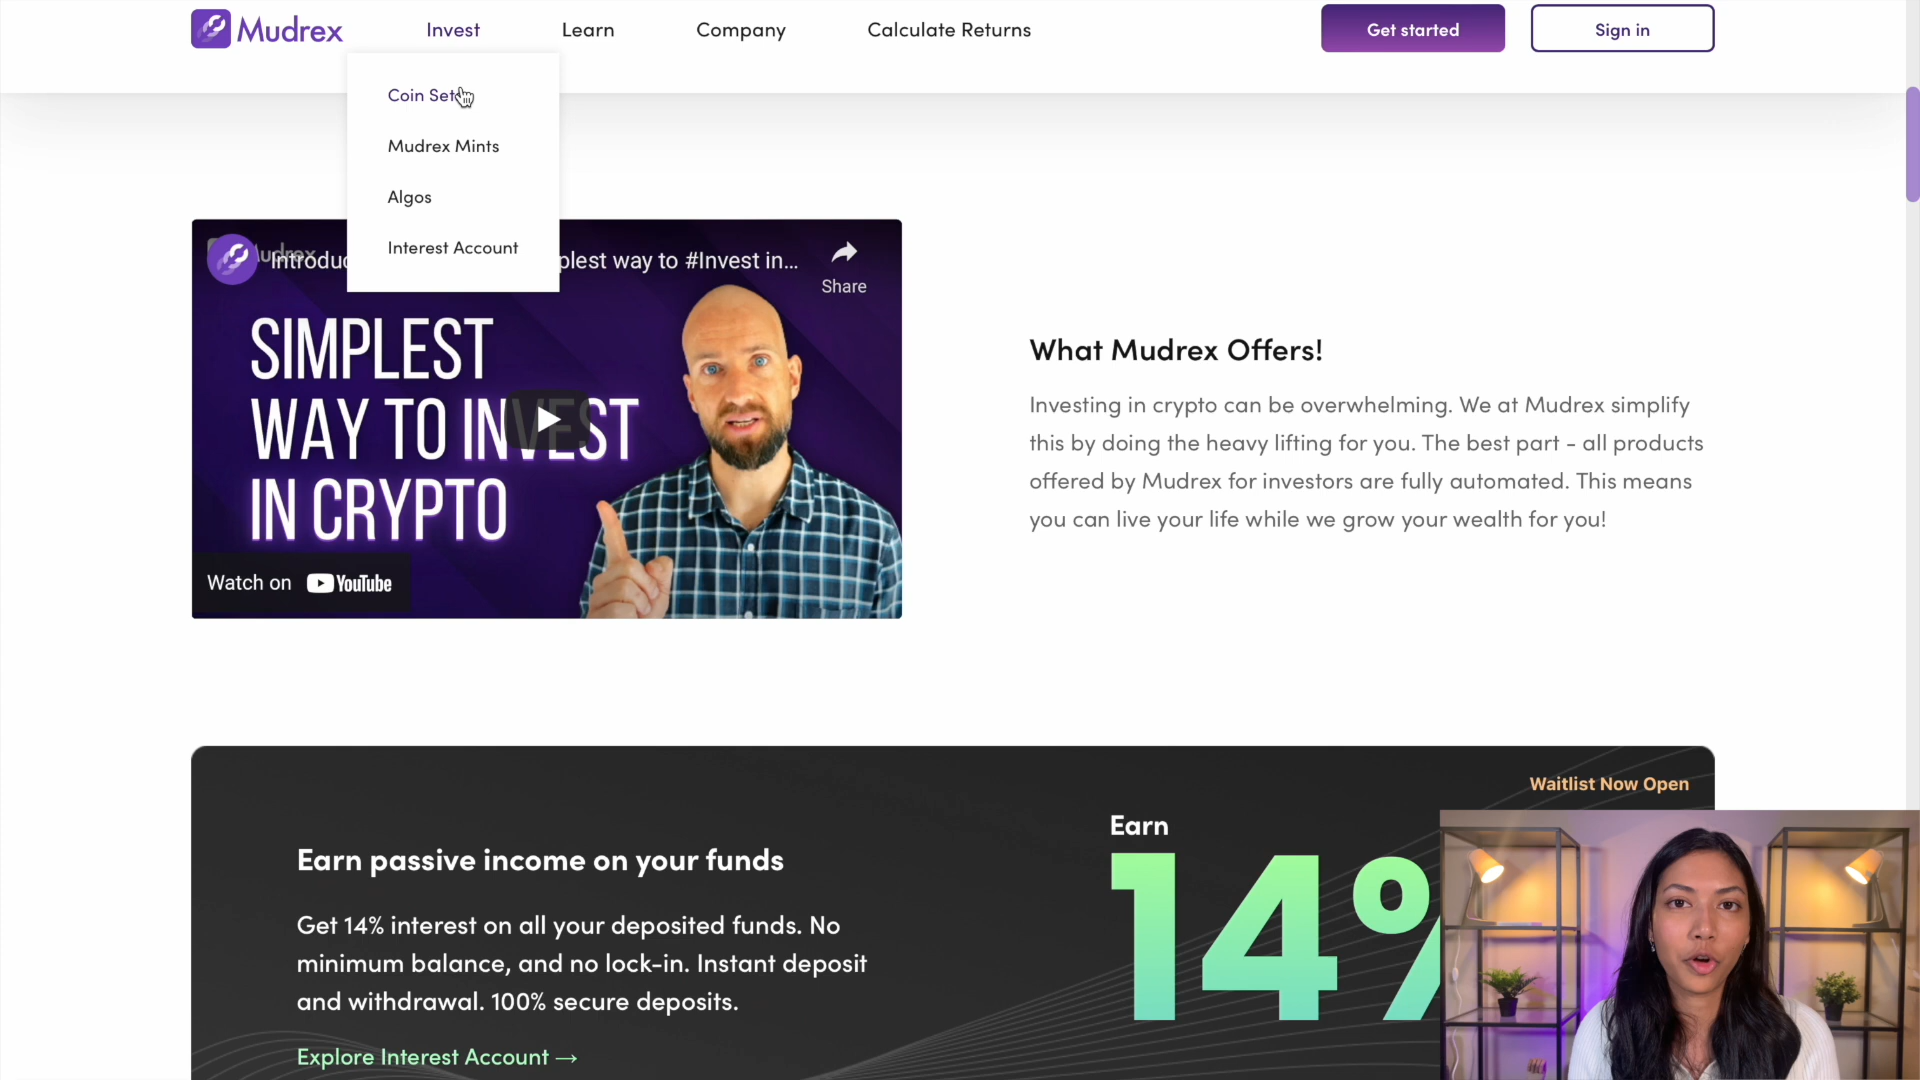 Mudrex
Invest
Learn
Company
Calculate Returns
Get started
Sign in
Coin Set
Mudrex Mints
Algos
Interest Account
plest way to #Invest in...
Share
SIMPLEST
WAY TO INVEST
IN CRYPTO
Watch on YouTube
What Mudrex Offers!
Investing in crypto can be overwhelming. We at Mudrex simplify
this by doing the heavy lifting for you. The best part - all products
offered by Mudrex for investors are fully automated. This means
you can live your life while we grow your wealth for you!
Waitlist Now Open
Earn
14%
Earn passive income on your funds
Get 14% interest on all your deposited funds. No
minimum balance, and no lock-in. Instant deposit
and withdrawal. 100% secure deposits.
Explore Interest Account →